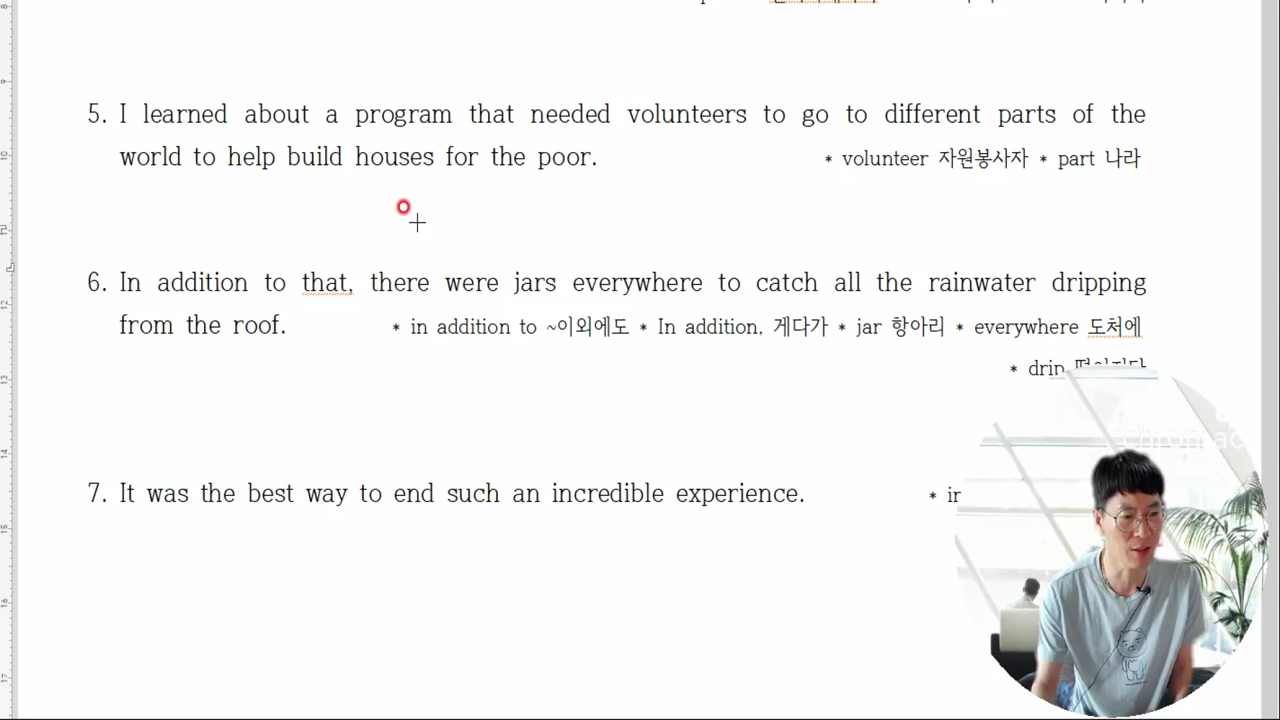 5. I learned about a program that needed volunteers to go to different parts of the
world to help build houses for the poor. * volunteer 자원봉사자 * part 나라
6. In addition to that, there were jars everywhere to catch all the rainwater dripping
from the roof. * in addition to ~이외에도 * In addition, 게다가 * jar 항아리 * everywhere 도처에
* drip
7. It was the best way to end such an incredible experience. *